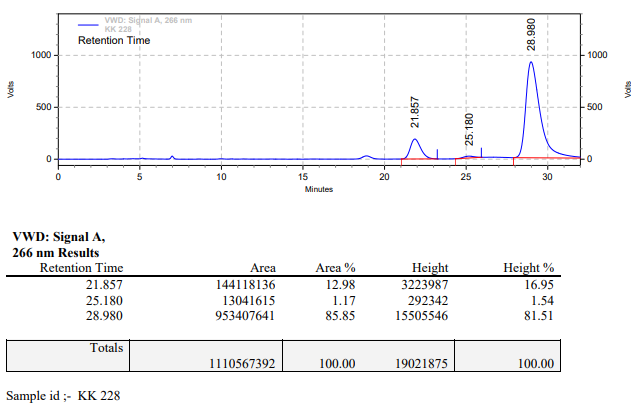 VWD: Signal A, 266 nm
KK 228
Retention Time
Volts
1000
500
0
21.857
25.180
28.980
1000
500
0
Volts
0 5 10 15 20 25 30
Minutes
VWD: Signal A,
266 nm Results
Retention Time Area Area % Height Height %
21.857 144118136 12.98 3223987 16.95
25.180 13041615 1.17 292342 1.54
28.980 953407641 85.85 15505546 81.51
Totals
1110567392 100.00 19021875 100.00
Sample id ;- KK 228